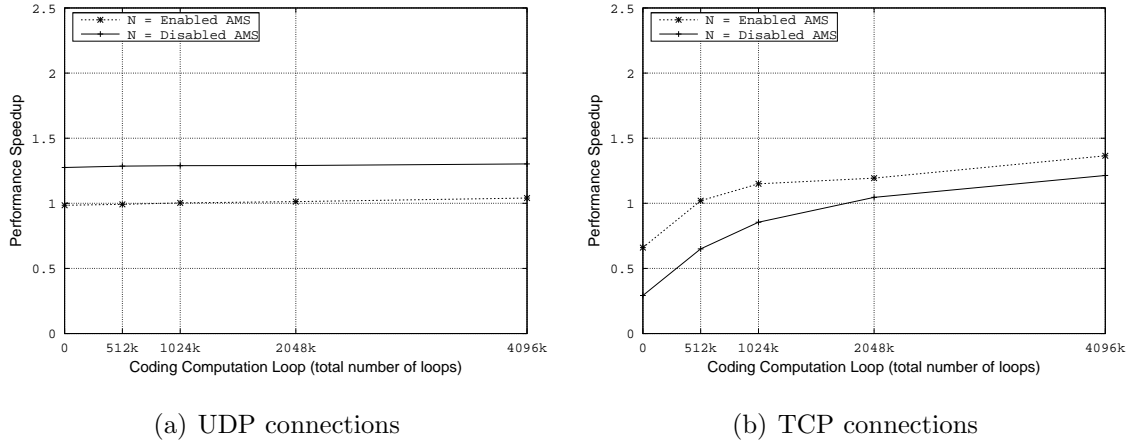 2.5
N = Enabled AMS
N = Disabled AMS
2
1.5
1
0.5
0
Performance Speedup
0 512k 1024k 2048k 4096k
Coding Computation Loop (total number of loops)
(a) UDP connections
2.5
N = Enabled AMS
N = Disabled AMS
2
1.5
1
0.5
0
Performance Speedup
0 512k 1024k 2048k 4096k
Coding Computation Loop (total number of loops)
(b) TCP connections